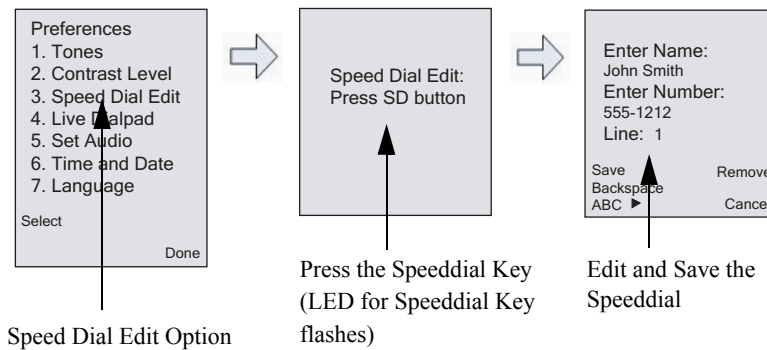 Preferences
1. Tones
2. Contrast Level
3. Speed Dial Edit
4. Live Dialpad
5. Set Audio
6. Time and Date
7. Language
Select
Done
Speed Dial Edit Option
Speed Dial Edit:
Press SD button
Press the Speeddial Key
(LED for Speeddial Key
flashes)
Enter Name:
John Smith
Enter Number:
555-1212
Line: 1
Save
Remove
Backspace
ABC ▶
Cance
Edit and Save the
Speeddial